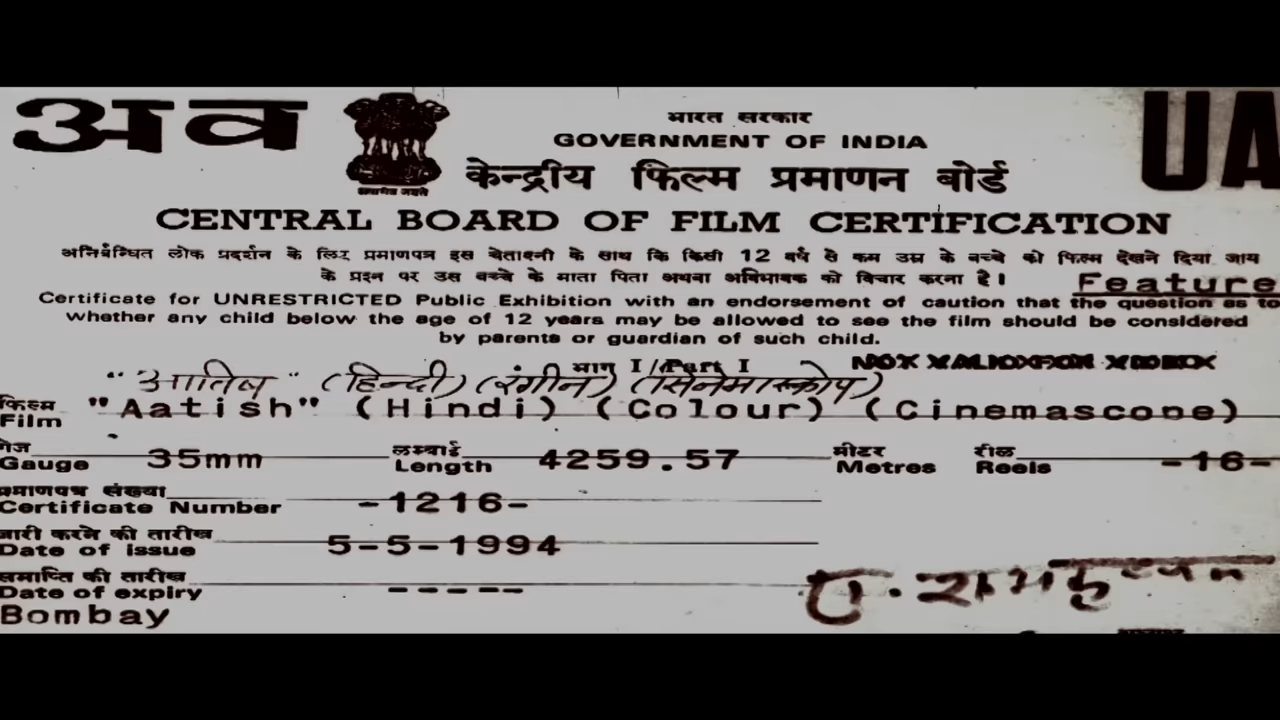 अव
UA
सत्यमेव जयते
भारत सरकार
GOVERNMENT OF INDIA
केन्द्रीय फिल्म प्रमाणन बोर्ड
CENTRAL BOARD OF FILM CERTIFICATION
अनिर्बन्धित लोक प्रदर्शन के लिए प्रमाणपत्र इस चेतावनी के साथ कि किसी 12 वर्ष से कम उम्र के बच्चे को फिल्म देखने दिया जाय
के प्रश्न पर उस बच्चे के माता पिता अथवा अभिभावक को विचार करना है।
Feature
Certificate for UNRESTRICTED Public Exhibition with an endorsement of caution that the question as to
whether any child below the age of 12 years may be allowed to see the film should be considered
by parents or guardian of such child.
भाग I/Part I
"आतिष" (हिन्दी) (रंगीन) (सिनेमास्कोप)
फिल्म
Film "Aatish" (Hindi) (Colour) (Cinemascope)
गेज लम्बाई मीटर रील
Gauge 35mm Length 4259.57 Metres Reels -16-
प्रमाणपत्र संख्या
Certificate Number -1216-
जारी करने की तारीख
Date of issue 5-5-1994
समाप्ति की तारीख
Date of expiry -----
Bombay